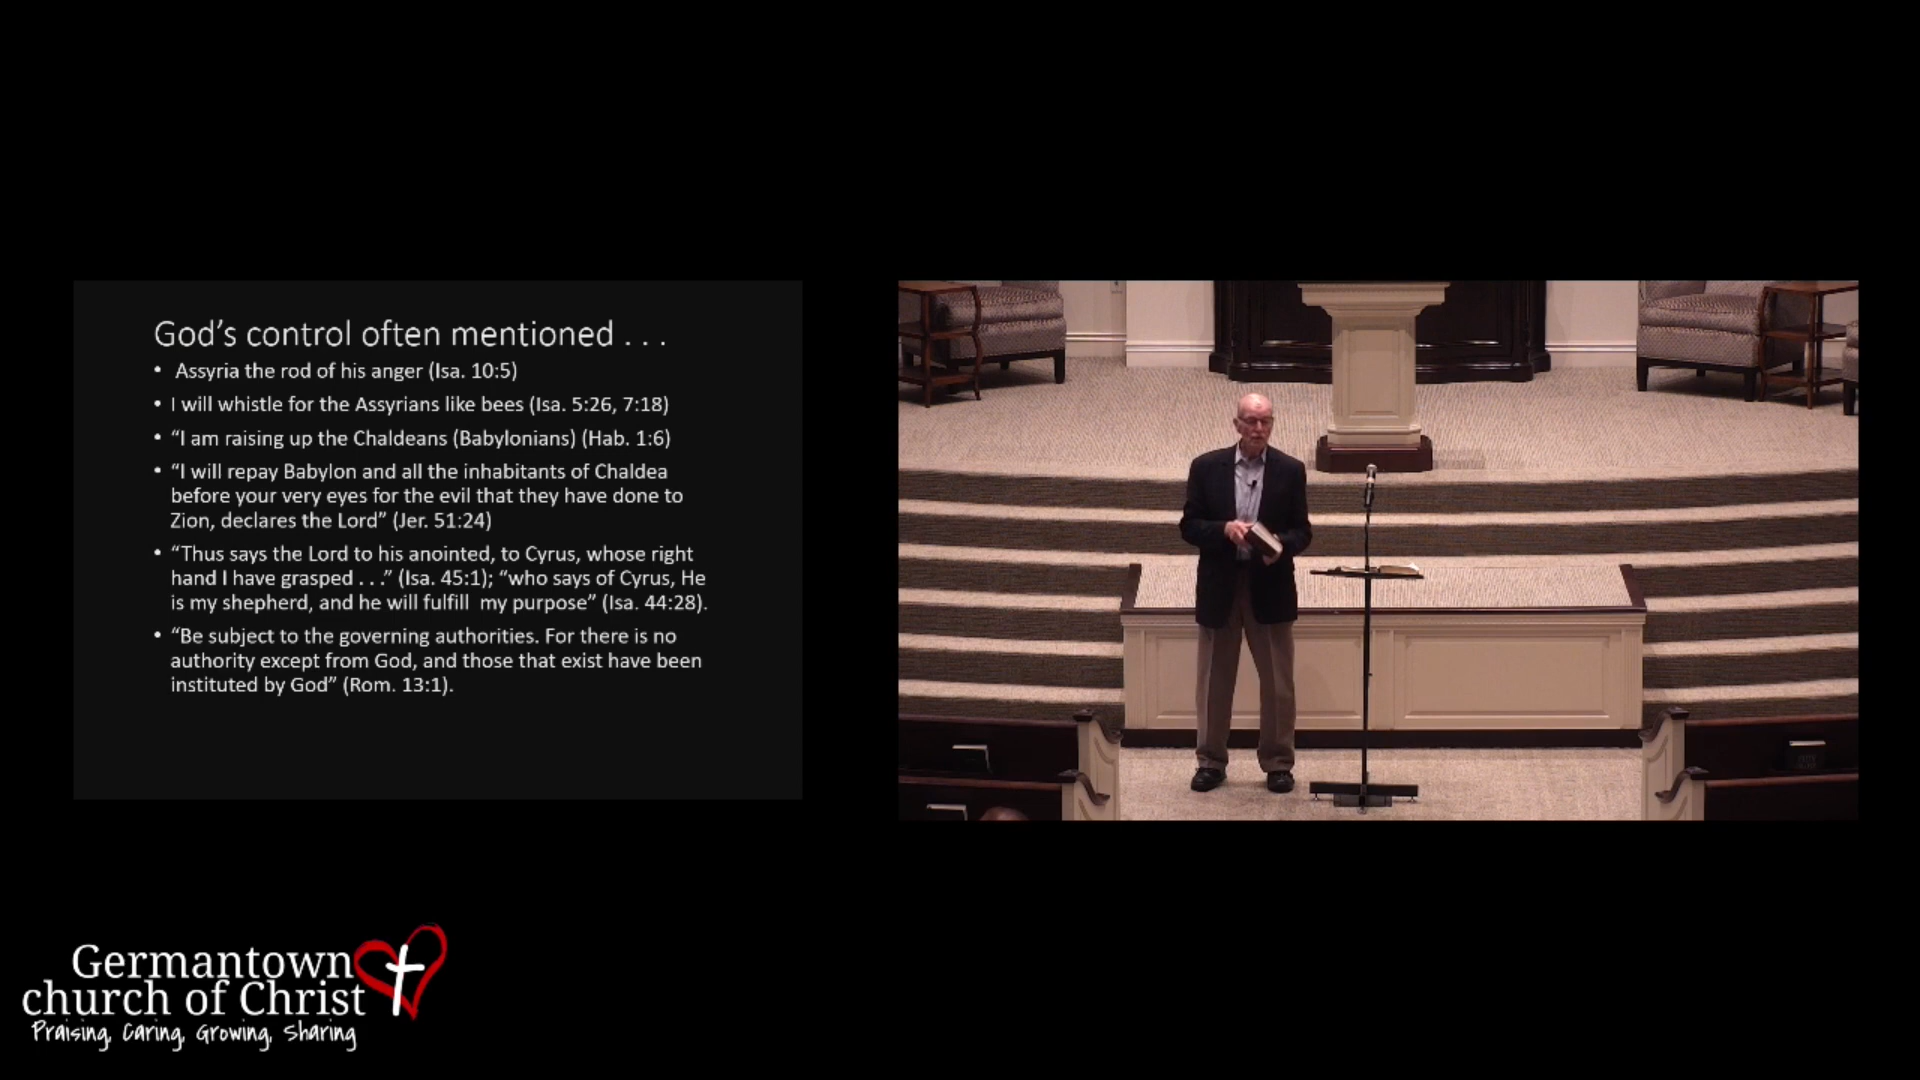 God’s control often mentioned . . .
• Assyria the rod of his anger (Isa. 10:5)
• I will whistle for the Assyrians like bees (Isa. 5:26, 7:18)
• “I am raising up the Chaldeans (Babylonians) (Hab. 1:6)
• “I will repay Babylon and all the inhabitants of Chaldea
before your very eyes for the evil that they have done to
Zion, declares the Lord” (Jer. 51:24)
• “Thus says the Lord to his anointed, to Cyrus, whose right
hand I have grasped . . .” (Isa. 45:1); “who says of Cyrus, He
is my shepherd, and he will fulfill my purpose” (Isa. 44:28).
• “Be subject to the governing authorities. For there is no
authority except from God, and those that exist have been
instituted by God” (Rom. 13:1).
Germantown
church of Christ
Praising, Caring, Growing, Sharing